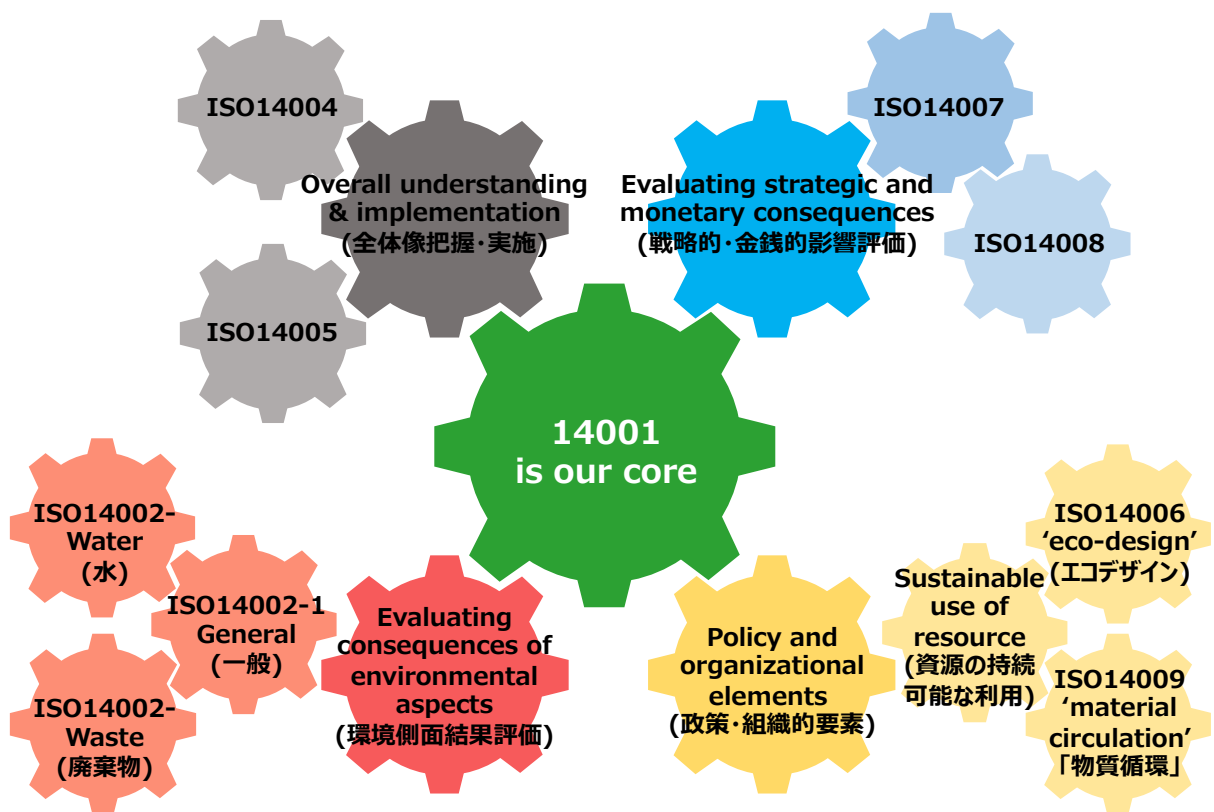 ISO14004
Overall understanding
& implementation
(全体像把握･実施)
ISO14005
Evaluating strategic and
monetary consequences
(戦略的･金銭的影響評価)
ISO14007
ISO14008
14001
is our core
ISO14002-
Water
(水)
ISO14002-1
General
(一般)
ISO14002-
Waste
(廃棄物)
Evaluating
consequences of
environmental
aspects
(環境側面結果評価)
Policy and
organizational
elements
(政策･組織的要素)
Sustainable
use of
resource
(資源の持続
可能な利用)
ISO14006
‘eco-design’
(エコデザイン)
ISO14009
‘material
circulation’
「物質循環」